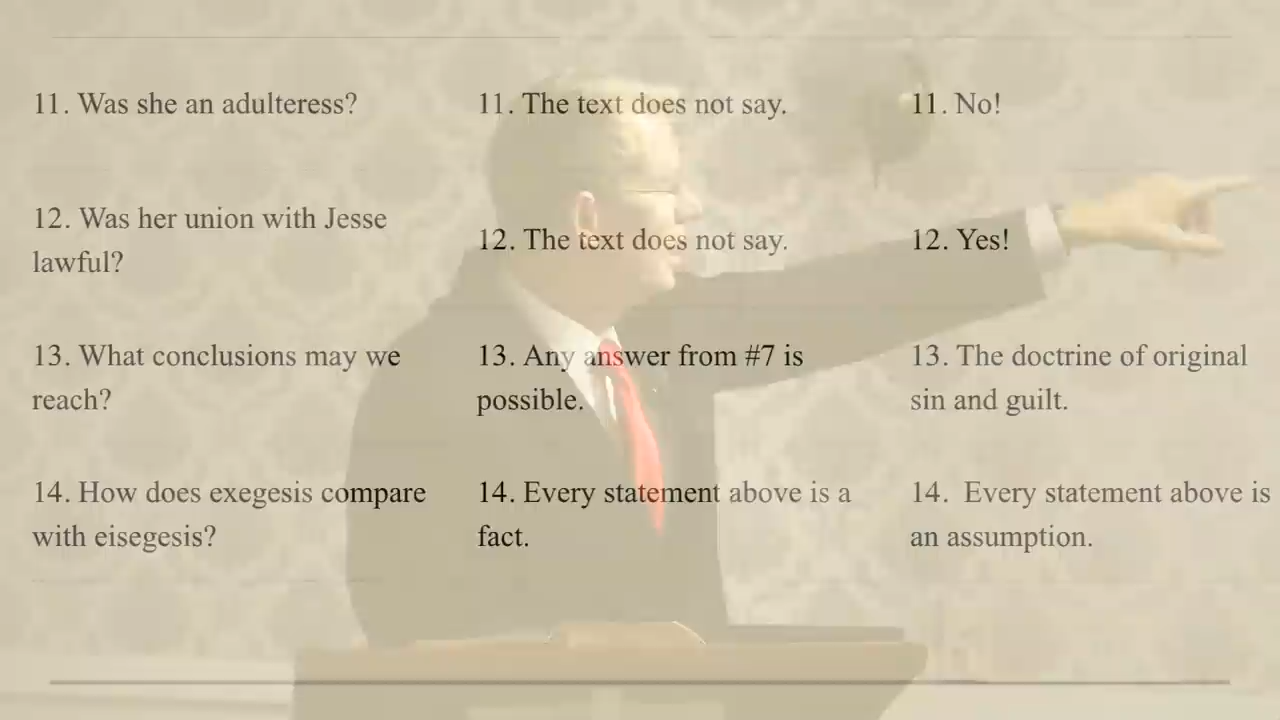 11. Was she an adulteress?
11. The text does not say.
11. No!
12. Was her union with Jesse
lawful?
12. The text does not say.
12. Yes!
13. What conclusions may we
reach?
13. Any answer from #7 is
possible.
13. The doctrine of original
sin and guilt.
14. How does exegesis compare
with eisegesis?
14. Every statement above is a
fact.
14.  Every statement above is
an assumption.